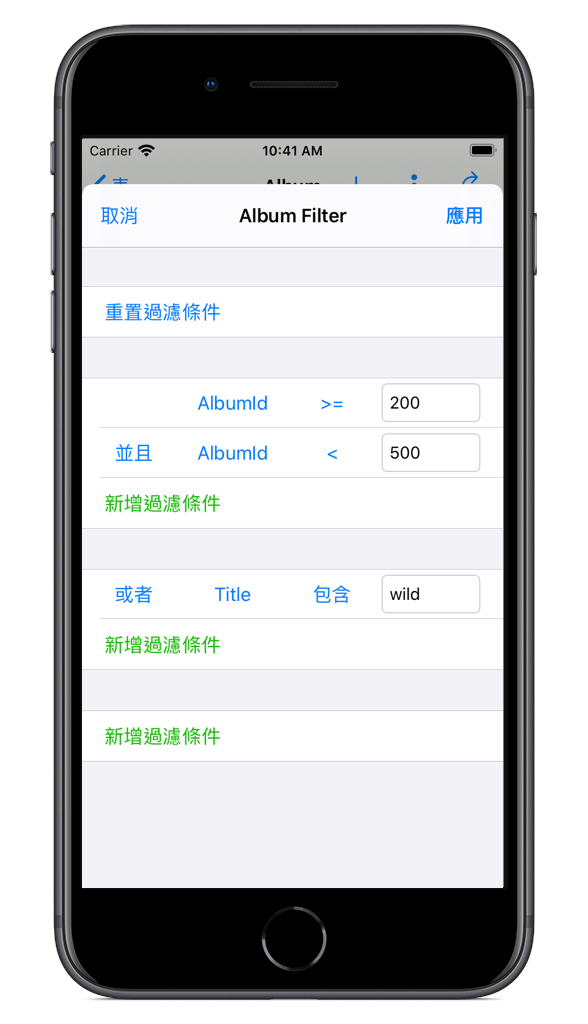 Carrier 10:41 AM
取消 Album Filter 應用
重置過濾條件
AlbumId >= 200
並且 AlbumId < 500
新增過濾條件
或者 Title 包含 wild
新增過濾條件
新增過濾條件